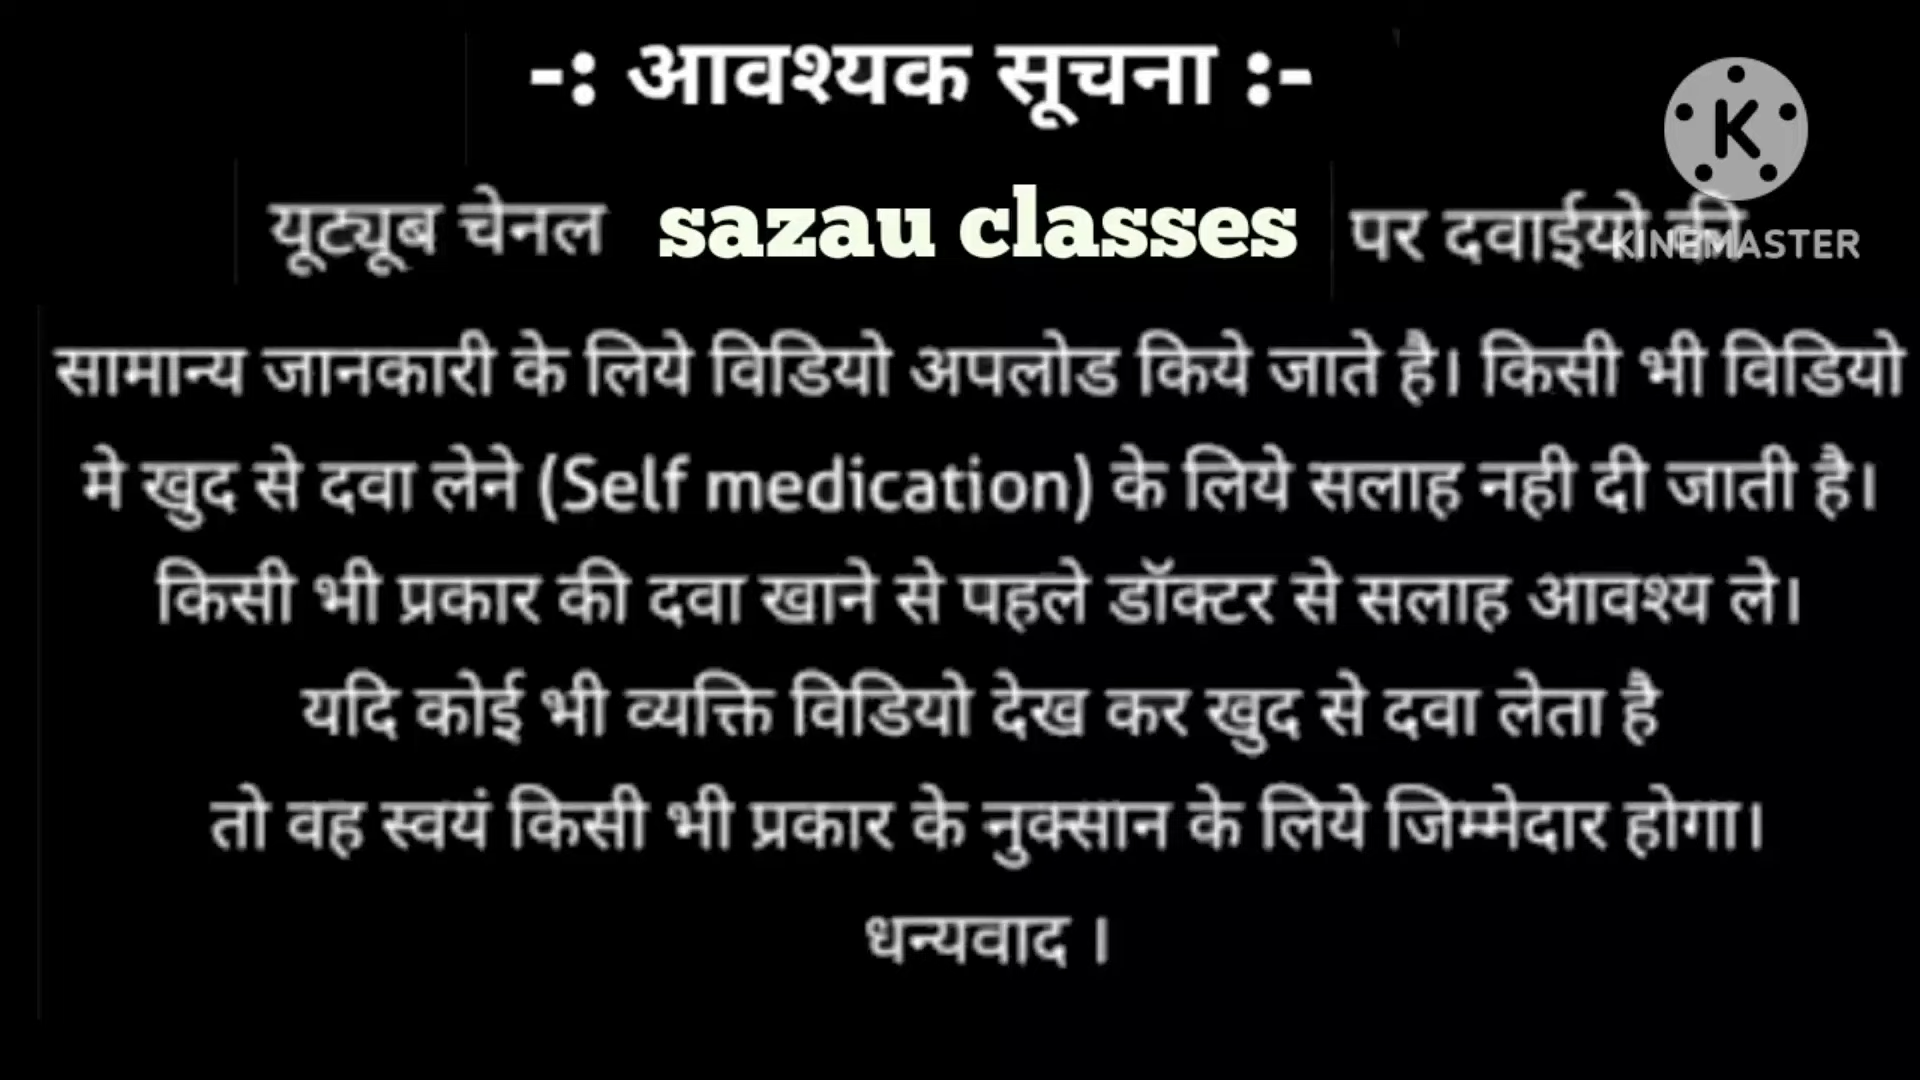 -: आवश्यक सूचना :-
K
यूट्यूब चेनल sazau classes पर दवाईयो की
KINEMASTER
सामान्य जानकारी के लिये विडियो अपलोड किये जाते है। किसी भी विडियो
मे खुद से दवा लेने (Self medication) के लिये सलाह नही दी जाती है।
किसी भी प्रकार की दवा खाने से पहले डॉक्टर से सलाह आवश्य ले।
यदि कोई भी व्यक्ति विडियो देख कर खुद से दवा लेता है
तो वह स्वयं किसी भी प्रकार के नुक्सान के लिये जिम्मेदार होगा।
धन्यवाद ।